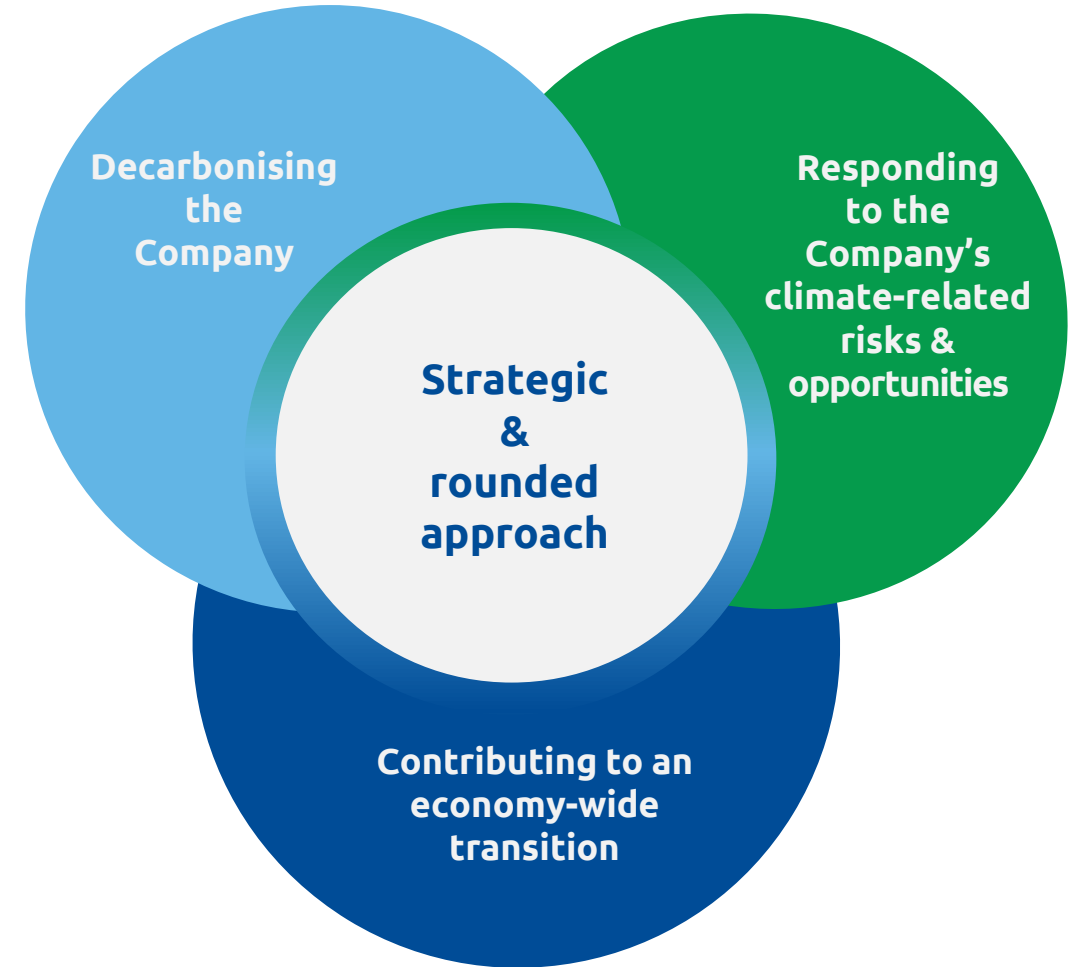 Decarbonising
the
Company
Responding
to the
Company’s
climate-related
risks &
opportunities
Strategic
&
rounded
approach
Contributing to an
economy-wide
transition